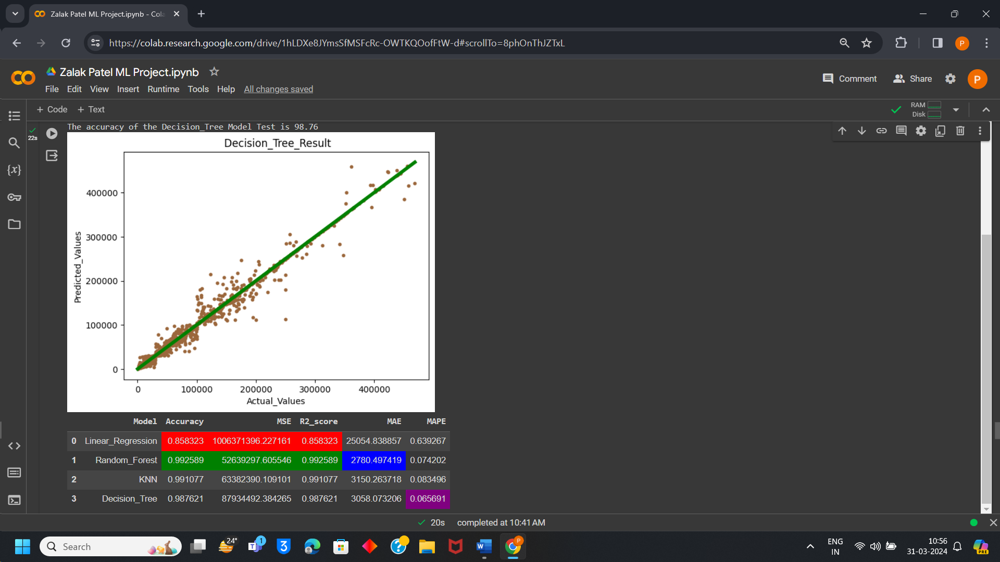 Zalak Patel ML Project.ipynb - Cola
https://colab.research.google.com/drive/1hLDXe8JYmsSfMSFcRc-OWTKQOofFtW-d#scrollTo=8phOnThJZTxL
P
Zalak Patel ML Project.ipynb
Comment
Share
P
File Edit View Insert Runtime Tools Help All changes saved
+ Code + Text
RAM
Disk
22s
The accuracy of the Decision_Tree Model Test is 98.76
Decision_Tree_Result
Predicted_Values
400000
300000
200000
100000
0
0 100000 200000 300000 400000
Actual_Values
Model Accuracy MSE R2_score MAE MAPE
0 Linear_Regression 0.858323 1006371396.227161 0.858323 25054.838857 0.639267
1 Random_Forest 0.992589 52639297.605546 0.992589 2780.497419 0.074202
2 KNN 0.991077 63382390.109101 0.991077 3150.263718 0.083496
3 Decision_Tree 0.987621 87934492.384265 0.987621 3058.073206 0.065691
20s completed at 10:41 AM
Search
24°
1
P
ENG
IN
10:56
31-03-2024
PRE